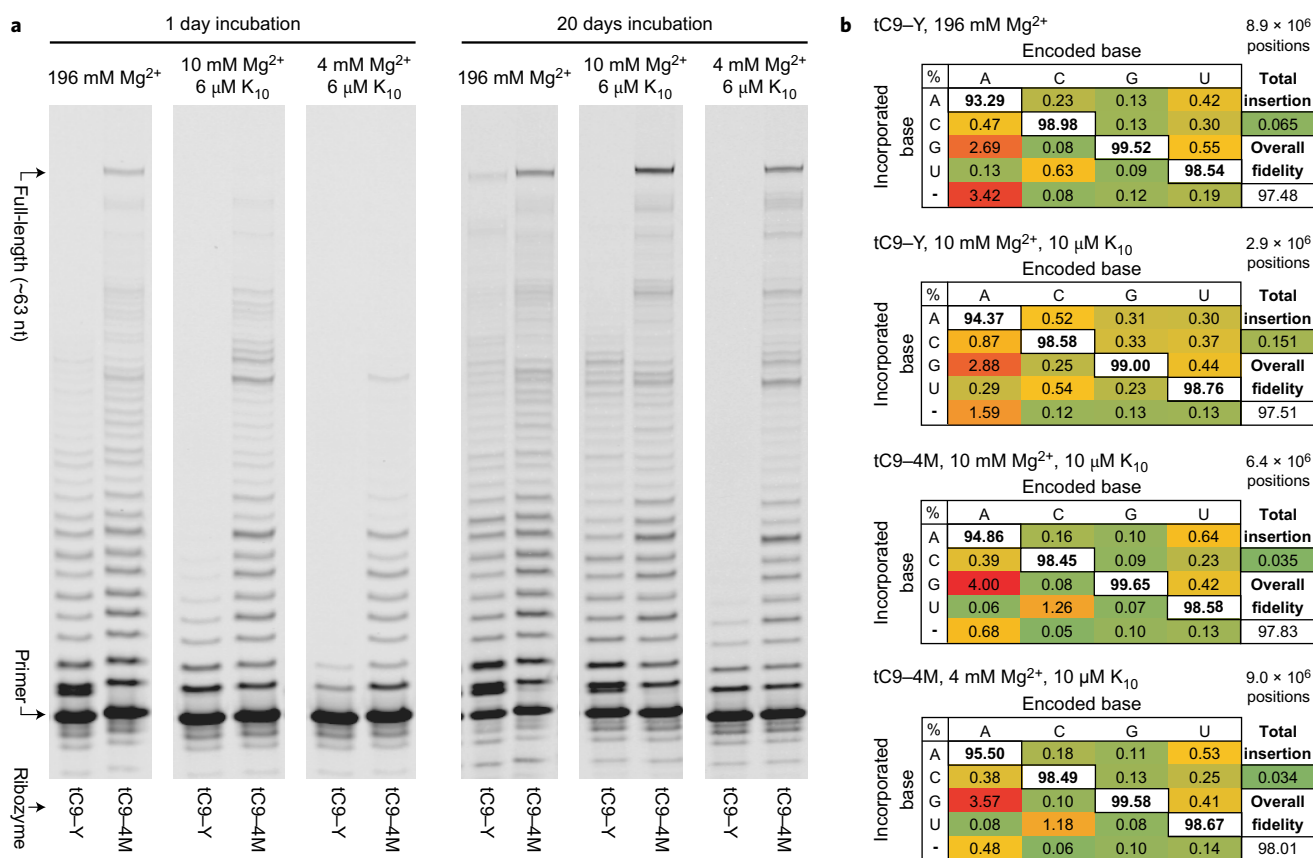 a
1 day incubation
20 days incubation
196 mM Mg²⁺
10 mM Mg²⁺
6 μM K₁₀
4 mM Mg²⁺
6 μM K₁₀
196 mM Mg²⁺
10 mM Mg²⁺
6 μM K₁₀
4 mM Mg²⁺
6 μM K₁₀
Full-length (~63 nt)
Primer
Ribozyme
tC9–Y
tC9–4M
tC9–Y
tC9–4M
tC9–Y
tC9–4M
tC9–Y
tC9–4M
tC9–Y
tC9–4M
tC9–Y
tC9–4M
b
tC9–Y, 196 mM Mg²⁺
8.9 × 10⁶
positions
Encoded base
Incorporated
base
% A C G U Total
A 93.29 0.23 0.13 0.42 insertion
C 0.47 98.98 0.13 0.30 0.065
G 2.69 0.08 99.52 0.55 Overall
U 0.13 0.63 0.09 98.54 fidelity
- 3.42 0.08 0.12 0.19 97.48
tC9–Y, 10 mM Mg²⁺, 10 μM K₁₀
2.9 × 10⁶
positions
Encoded base
Incorporated
base
% A C G U Total
A 94.37 0.52 0.31 0.30 insertion
C 0.87 98.58 0.33 0.37 0.151
G 2.88 0.25 99.00 0.44 Overall
U 0.29 0.54 0.23 98.76 fidelity
- 1.59 0.12 0.13 0.13 97.51
tC9–4M, 10 mM Mg²⁺, 10 μM K₁₀
6.4 × 10⁶
positions
Encoded base
Incorporated
base
% A C G U Total
A 94.86 0.16 0.10 0.64 insertion
C 0.39 98.45 0.09 0.23 0.035
G 4.00 0.08 99.65 0.42 Overall
U 0.06 1.26 0.07 98.58 fidelity
- 0.68 0.05 0.10 0.13 97.83
tC9–4M, 4 mM Mg²⁺, 10 μM K₁₀
9.0 × 10⁶
positions
Encoded base
Incorporated
base
% A C G U Total
A 95.50 0.18 0.11 0.53 insertion
C 0.38 98.49 0.13 0.25 0.034
G 3.57 0.10 99.58 0.41 Overall
U 0.08 1.18 0.08 98.67 fidelity
- 0.48 0.06 0.10 0.14 98.01